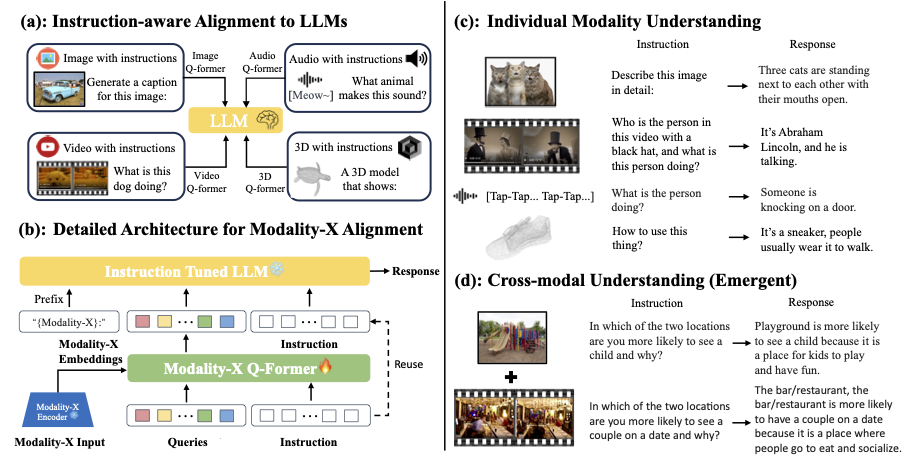 (a): Instruction-aware Alignment to LLMs
Image with instructions
Generate a caption
for this image:
Image
Q-former
Audio
Q-former
Audio with instructions
[Meow~]
What animal
makes this sound?
LLM
Video with instructions
What is this
dog doing?
Video
Q-former
3D
Q-former
3D with instructions
A 3D model
that shows:
(b): Detailed Architecture for Modality-X Alignment
Instruction Tuned LLM
Response
Prefix
"{Modality-X}:"
Modality-X
Embeddings
Instruction
Reuse
Modality-X Q-Former
Modality-X
Encoder
Modality-X Input
Queries
Instruction
(c): Individual Modality Understanding
Instruction
Response
Describe this image
in detail:
Three cats are standing
next to each other with
their mouths open.
Who is the person in
this video with a
black hat, and what is
this person doing?
It's Abraham
Lincoln, and he is
talking.
[Tap-Tap... Tap-Tap...]
What is the person
doing?
Someone is
knocking on a door.
How to use this
thing?
It's a sneaker, people
usually wear it to walk.
(d): Cross-modal Understanding (Emergent)
Instruction
Response
In which of the two locations
are you more likely to see a
child and why?
Playground is more likely
to see a child because it is
a place for kids to play
and have fun.
In which of the two locations
are you more likely to see a
couple on a date and why?
The bar/restaurant, the
bar/restaurant is more likely
to have a couple on a date
because it is a place where
people go to eat and socialize.